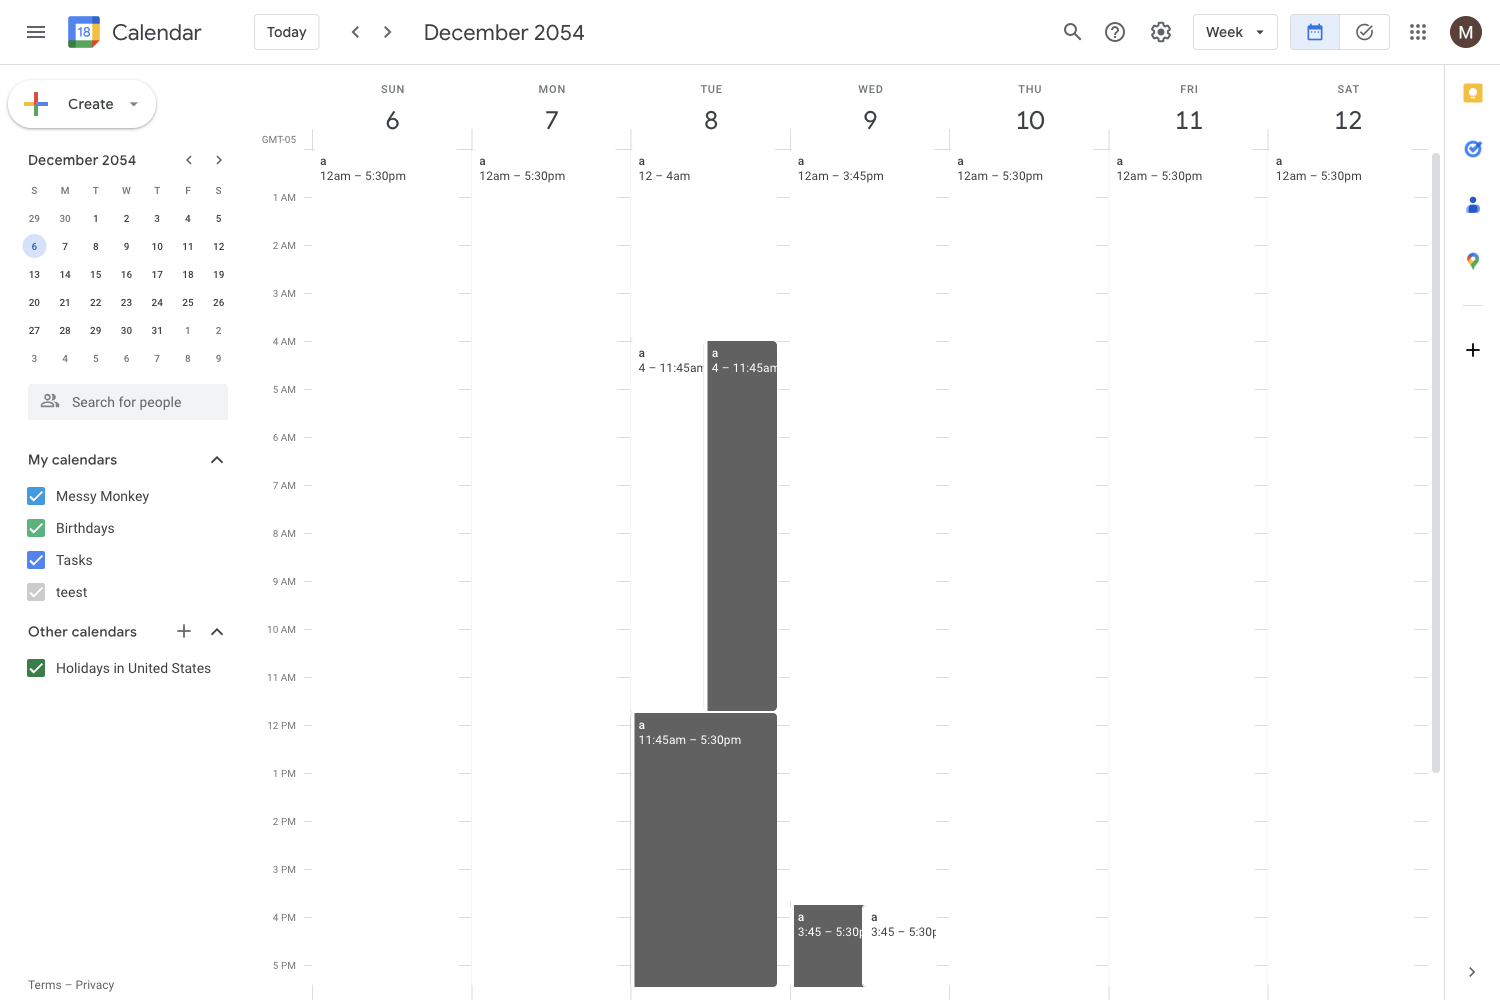 18 Calendar Today December 2054 Week M
Create
December 2054
S M T W T F S
29 30 1 2 3 4 5
6 7 8 9 10 11 12
13 14 15 16 17 18 19
20 21 22 23 24 25 26
27 28 29 30 31 1 2
3 4 5 6 7 8 9
Search for people
My calendars
Messy Monkey
Birthdays
Tasks
teest
Other calendars
Holidays in United States
Terms – Privacy
SUN MON TUE WED THU FRI SAT
6 7 8 9 10 11 12
GMT-05
a a a a a a a
12am – 5:30pm 12am – 5:30pm 12 – 4am 12am – 3:45pm 12am – 5:30pm 12am – 5:30pm 12am – 5:30pm
1 AM
2 AM
3 AM
4 AM
a a
4 – 11:45am 4 – 11:45am
5 AM
6 AM
7 AM
8 AM
9 AM
10 AM
11 AM
12 PM
a
11:45am – 5:30pm
1 PM
2 PM
3 PM
4 PM
a a
3:45 – 5:30p 3:45 – 5:30p
5 PM